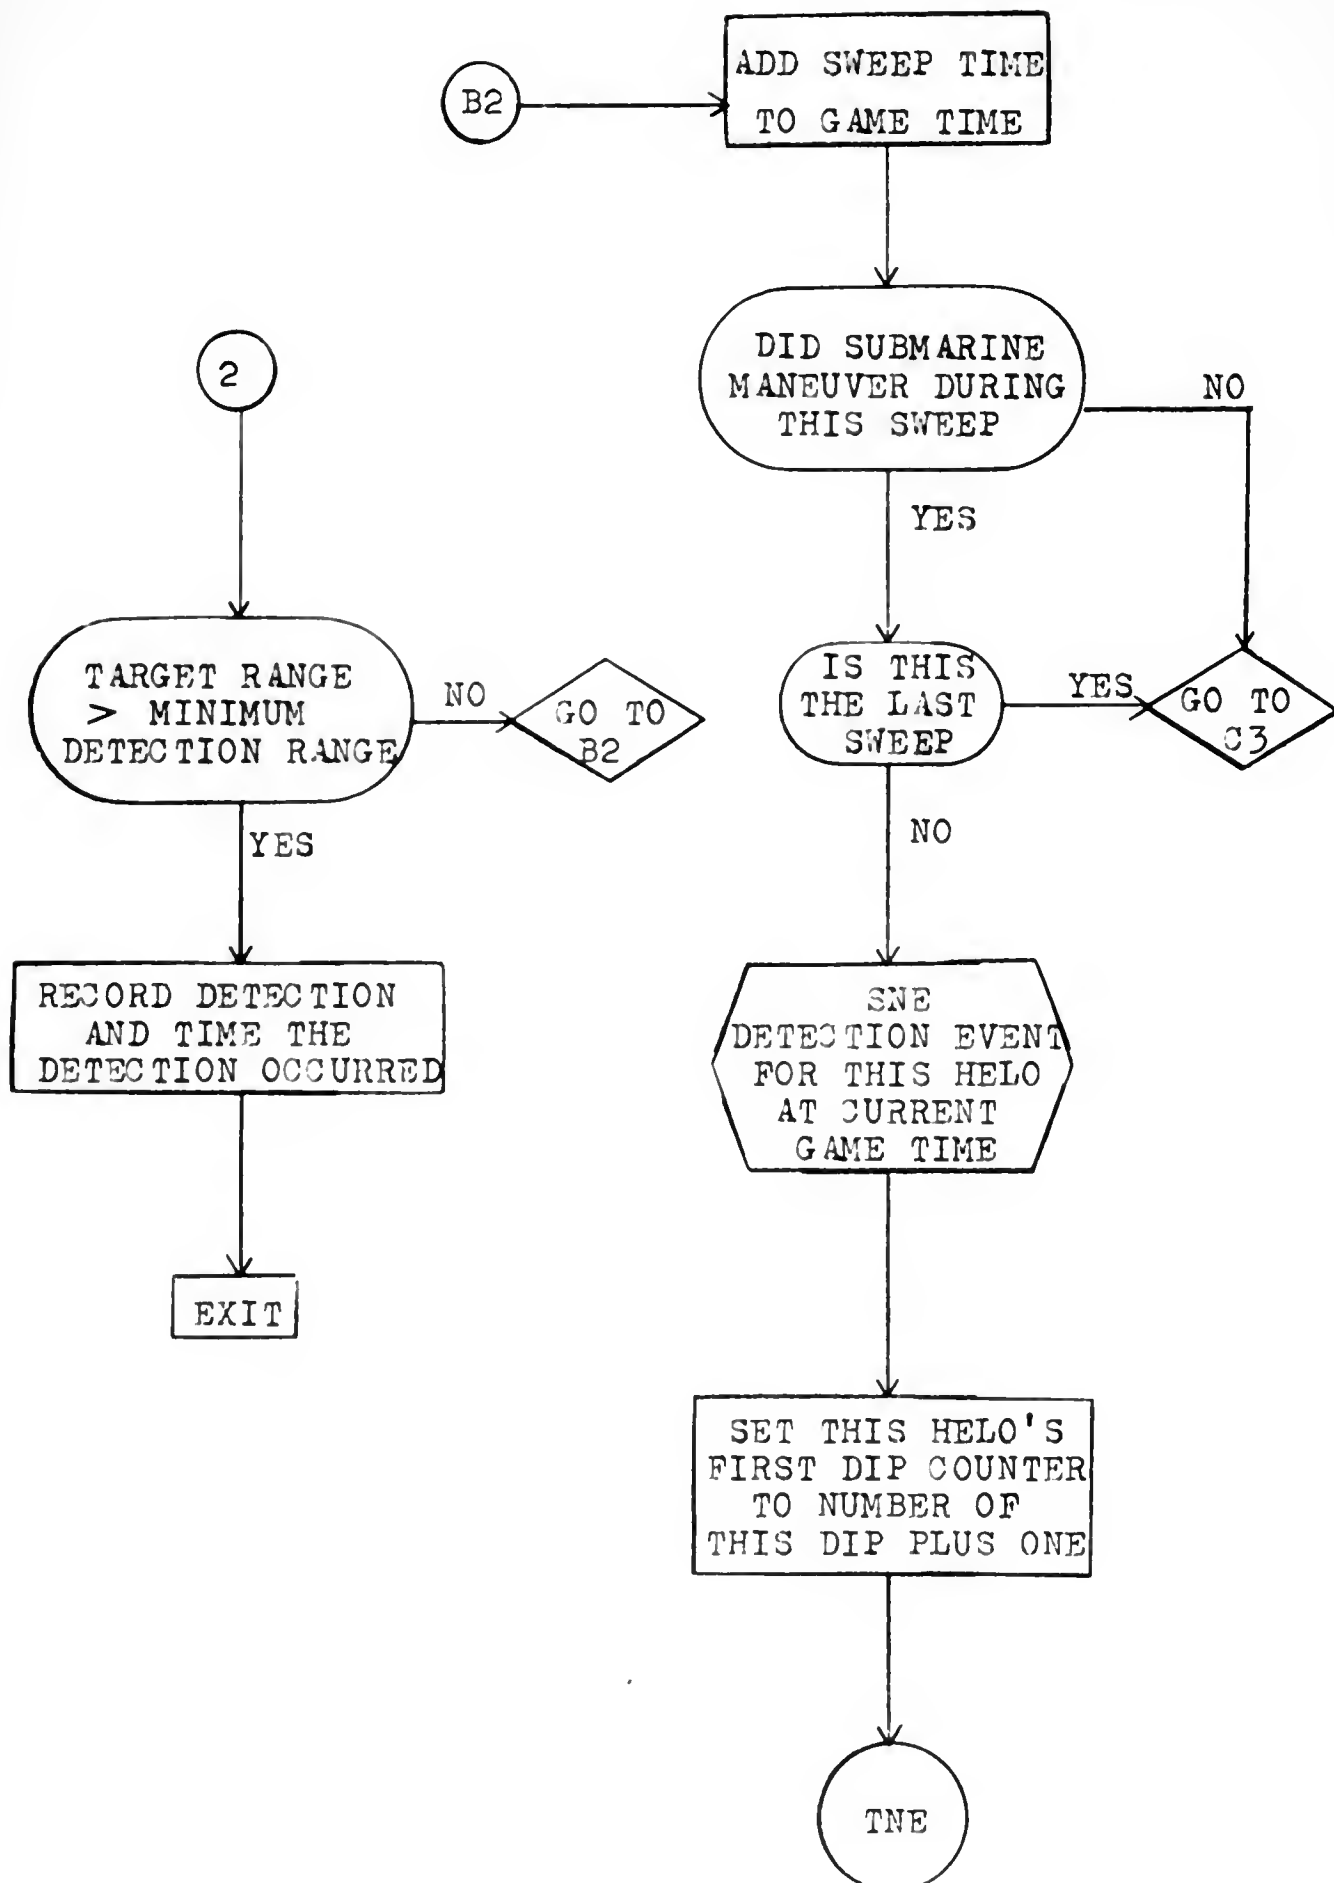 B2
ADD SWEEP TIME
TO GAME TIME
DID SUBMARINE
MANEUVER DURING
THIS SWEEP
NO
YES
IS THIS
THE LAST
SWEEP
YES
GO TO
C3
NO
SNE
DETECTION EVENT
FOR THIS HELO
AT CURRENT
GAME TIME
SET THIS HELO'S
FIRST DIP COUNTER
TO NUMBER OF
THIS DIP PLUS ONE
TNE
2
TARGET RANGE
> MINIMUM
DETECTION RANGE
NO
GO TO
B2
YES
RECORD DETECTION
AND TIME THE
DETECTION OCCURRED
EXIT